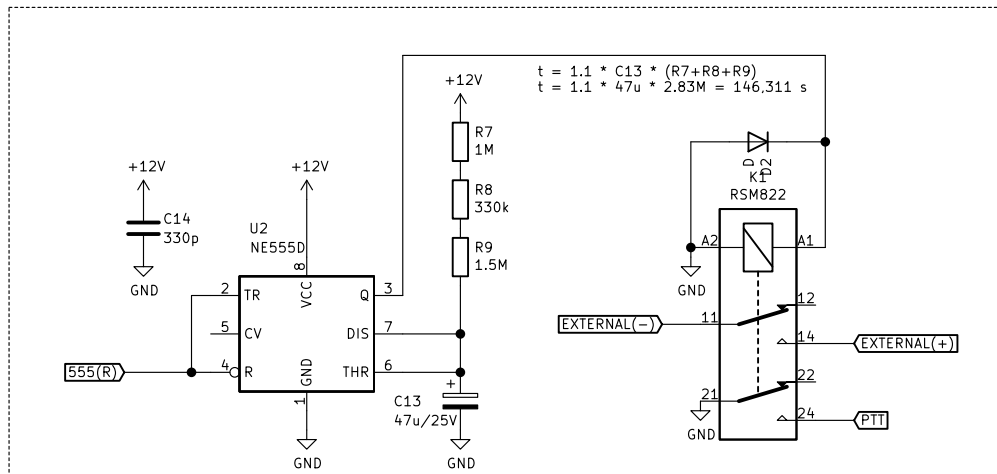 t = 1.1 * C13 * (R7+R8+R9)
t = 1.1 * 47u * 2.83M = 146,311 s
+12V
R7
1M
R8
330k
R9
1.5M
+12V
C14
330p
GND
+12V
U2
NE555D
8
VCC
2
TR
Q
3
5
CV
DIS
7
4
R
THR
6
GND
1
GND
555(R)
+
C13
47u/25V
GND
D
D2
K1
RSM822
A2
A1
GND
12
11
14
EXTERNAL(-)
EXTERNAL(+)
22
21
24
GND
PTT